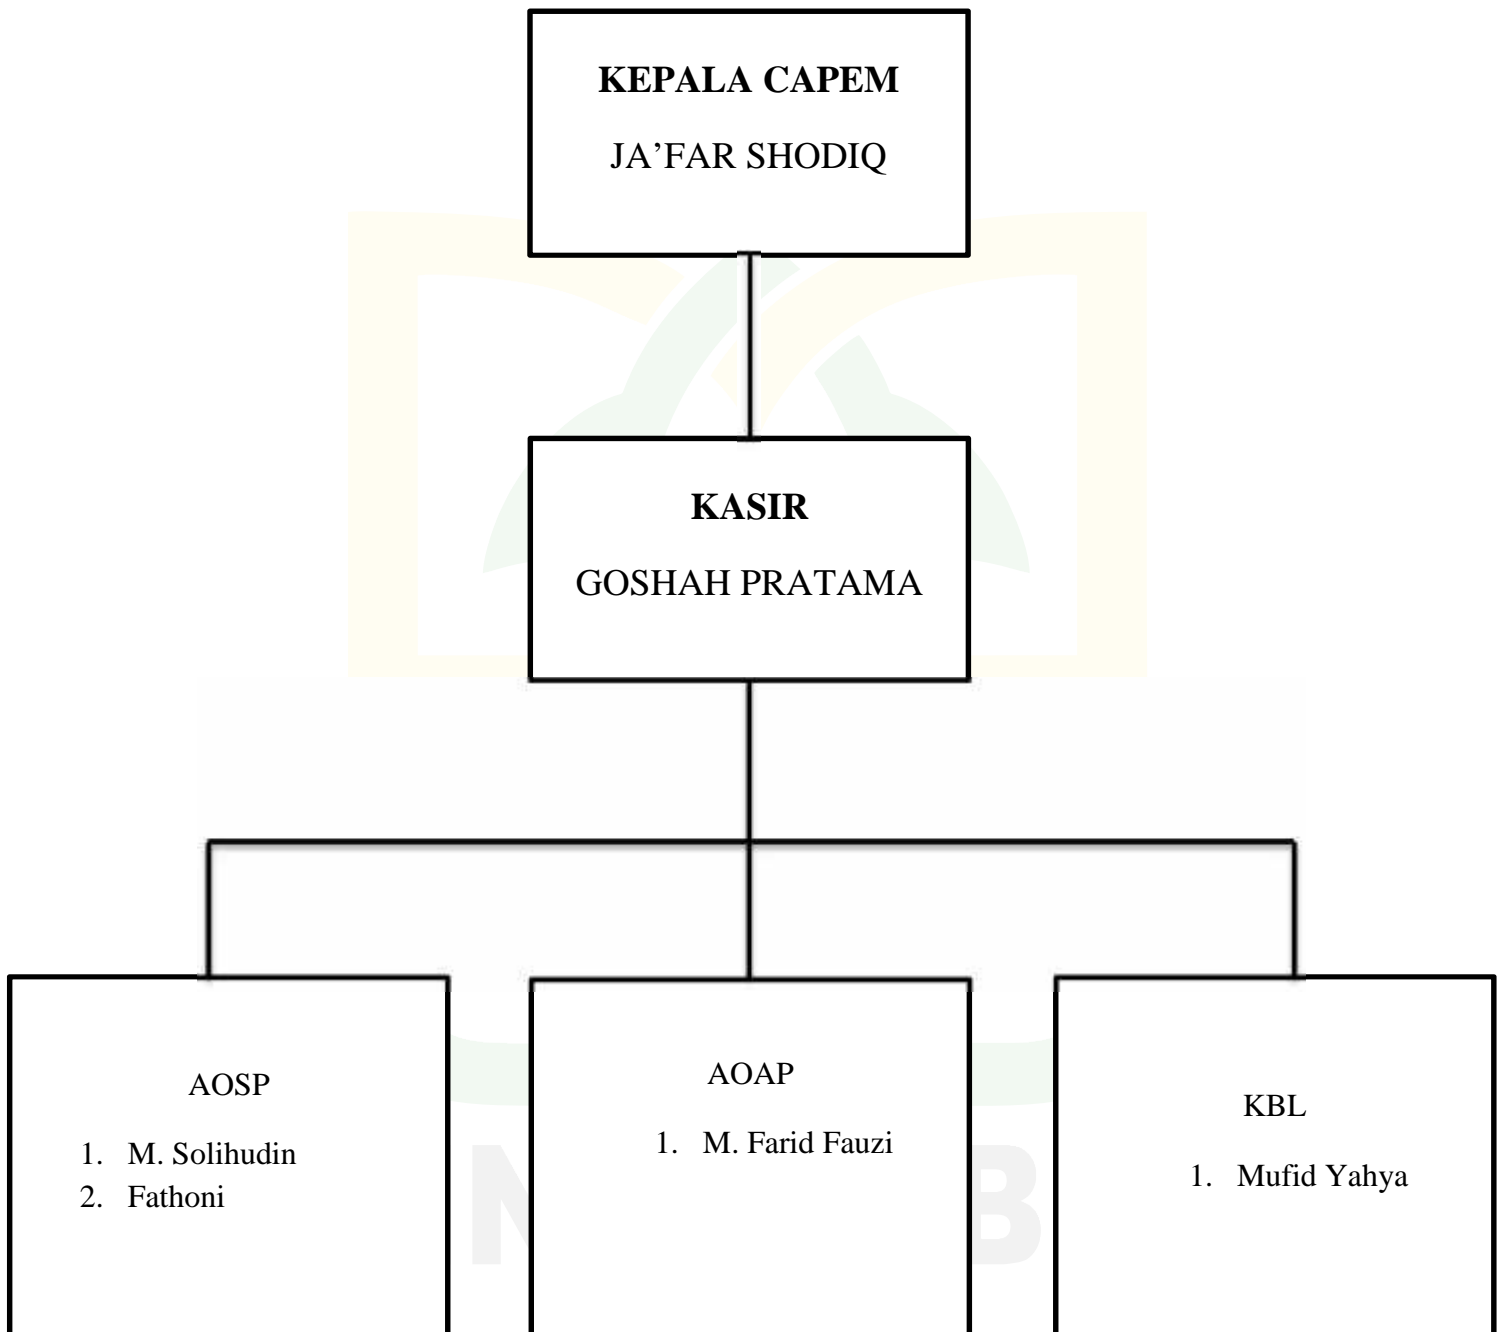 KEPALA CAPEM
JA’FAR SHODIQ
KASIR
GOSHAH PRATAMA
AOSP
1. M. Solihudin
2. Fathoni
AOAP
1. M. Farid Fauzi
KBL
1. Mufid Yahya